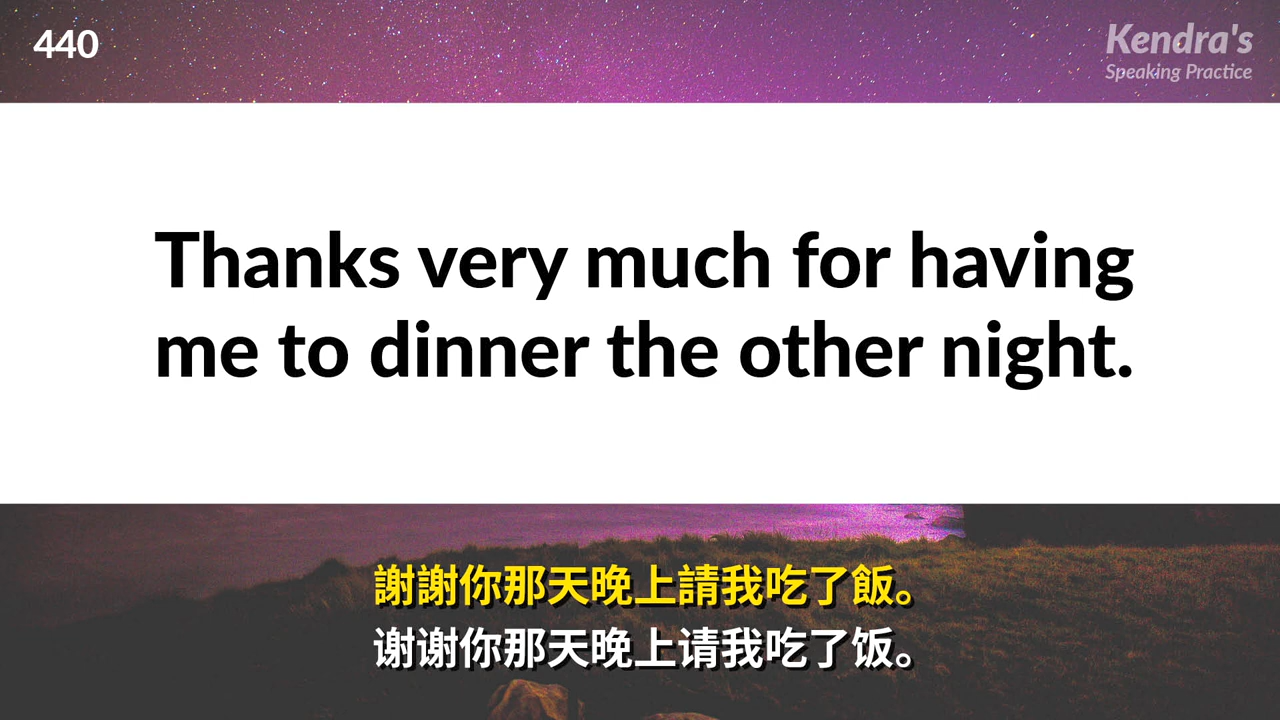 440
Kendra's
Speaking Practice
Thanks very much for having
me to dinner the other night.
謝謝你那天晚上請我吃了飯。
谢谢你那天晚上请我吃了饭。